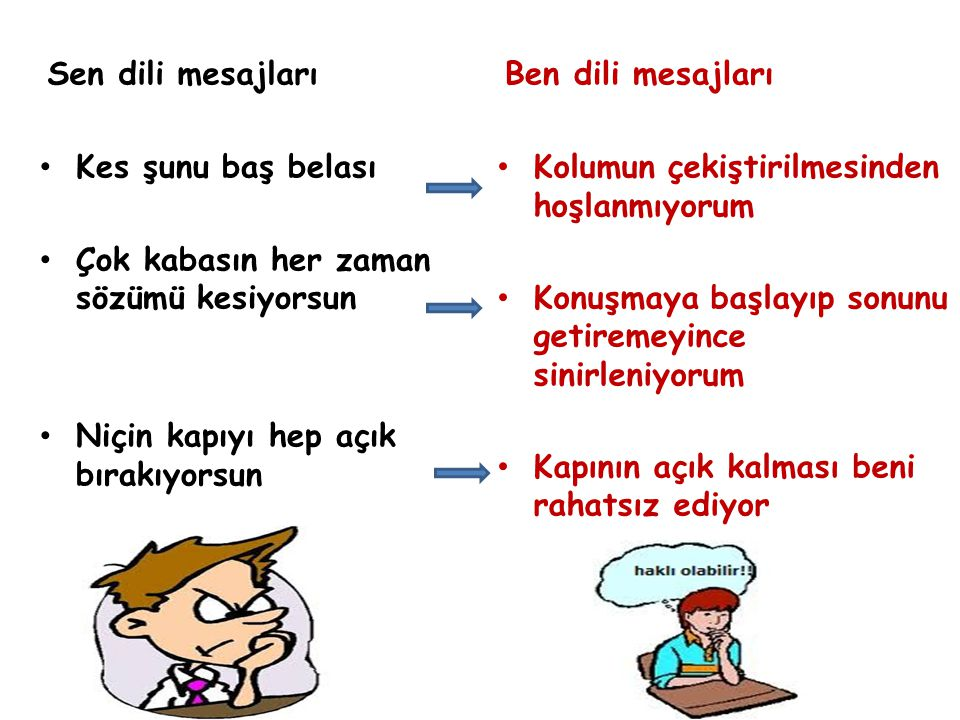 Sen dili mesajları
Kes şunu baş belası
Çok kabasın her zaman
sözümü kesiyorsun
Niçin kapıyı hep açık
bırakıyorsun
Ben dili mesajları
Kolumun çekiştirilmesinden
hoşlanmıyorum
Konuşmaya başlayıp sonunu
getiremeyince
sinirleniyorum
Kapının açık kalması beni
rahatsız ediyor
haklı olabilir!!